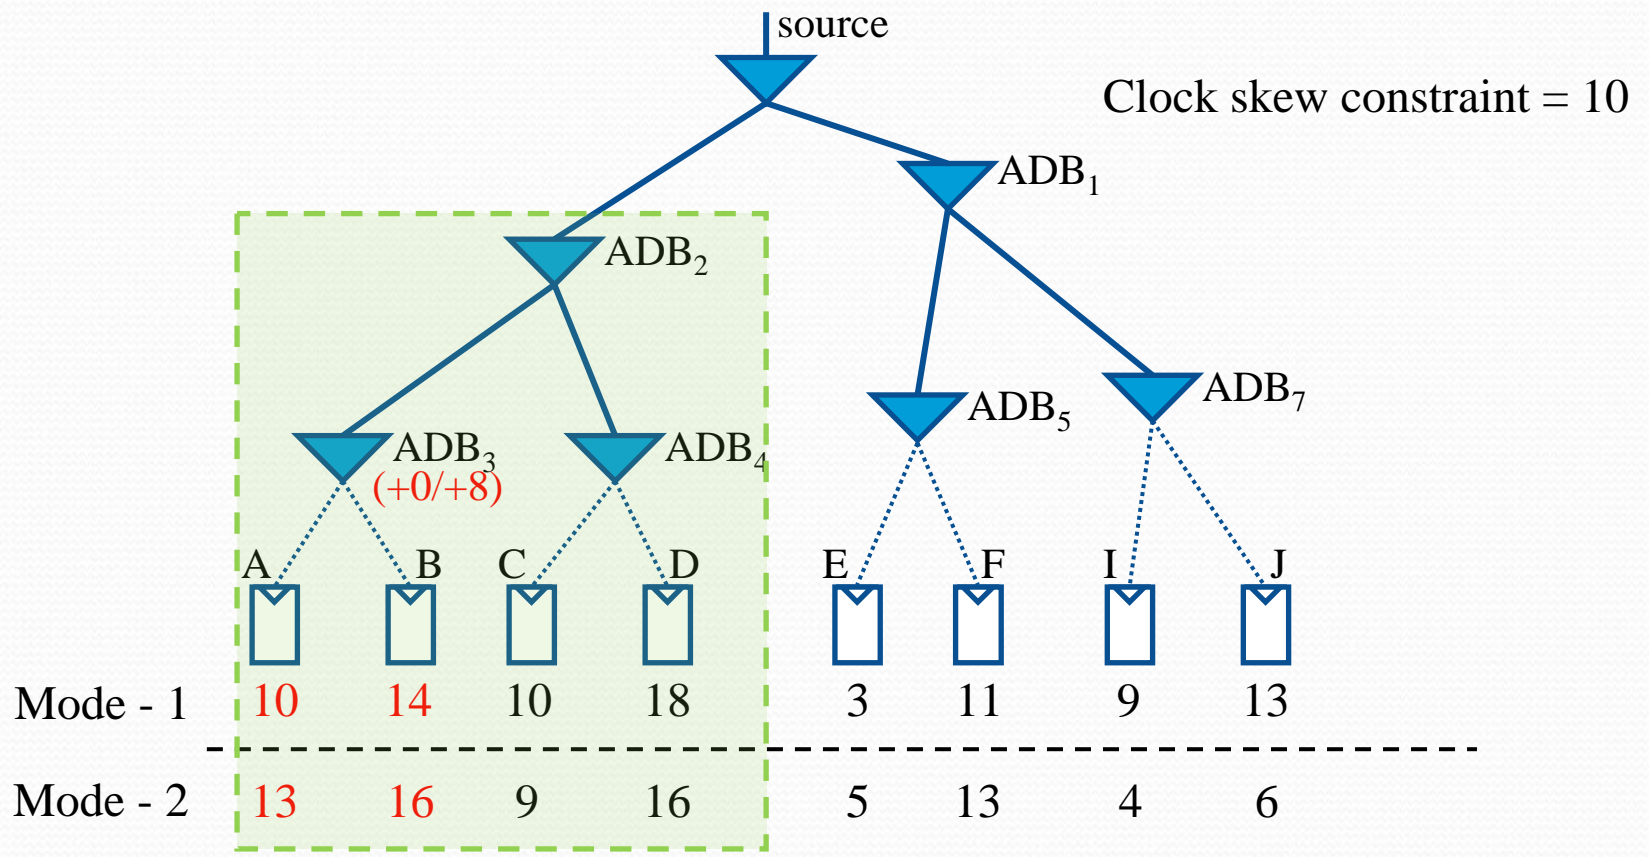 source
Clock skew constraint = 10
ADB1
ADB2
ADB7
ADB5
ADB3
ADB4
(+0/+8)
A B C D E F I J
Mode - 1 10 14 10 18 3 11 9 13
Mode - 2 13 16 9 16 5 13 4 6